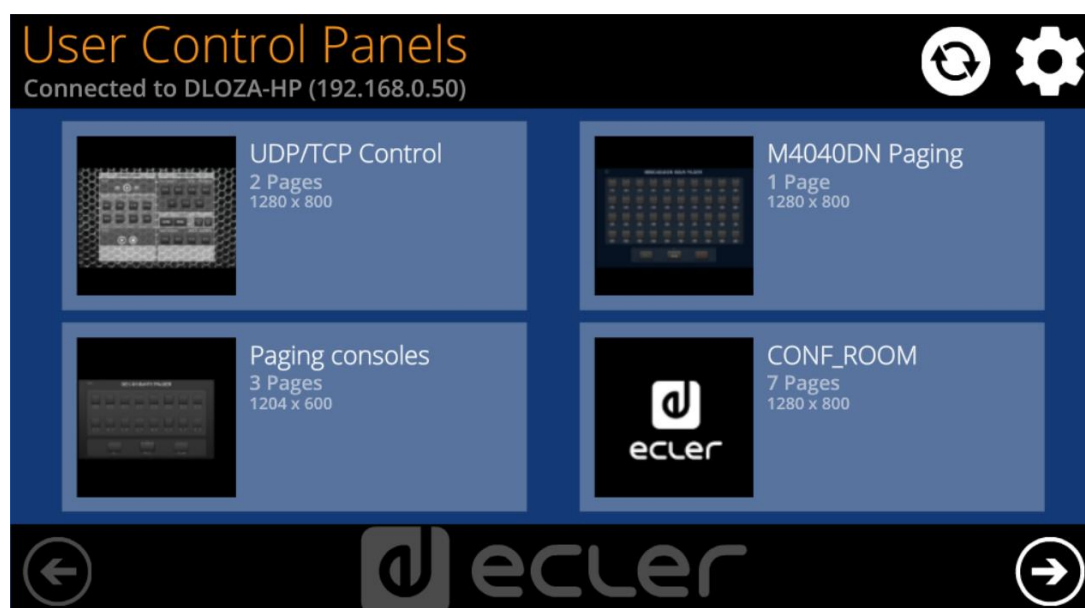 User Control Panels
Connected to DLOZA-HP (192.168.0.50)
UDP/TCP Control
2 Pages
1280 x 800
M4040DN Paging
1 Page
1280 x 800
Paging consoles
3 Pages
1204 x 600
CONF_ROOM
7 Pages
1280 x 800
ecler
ecler